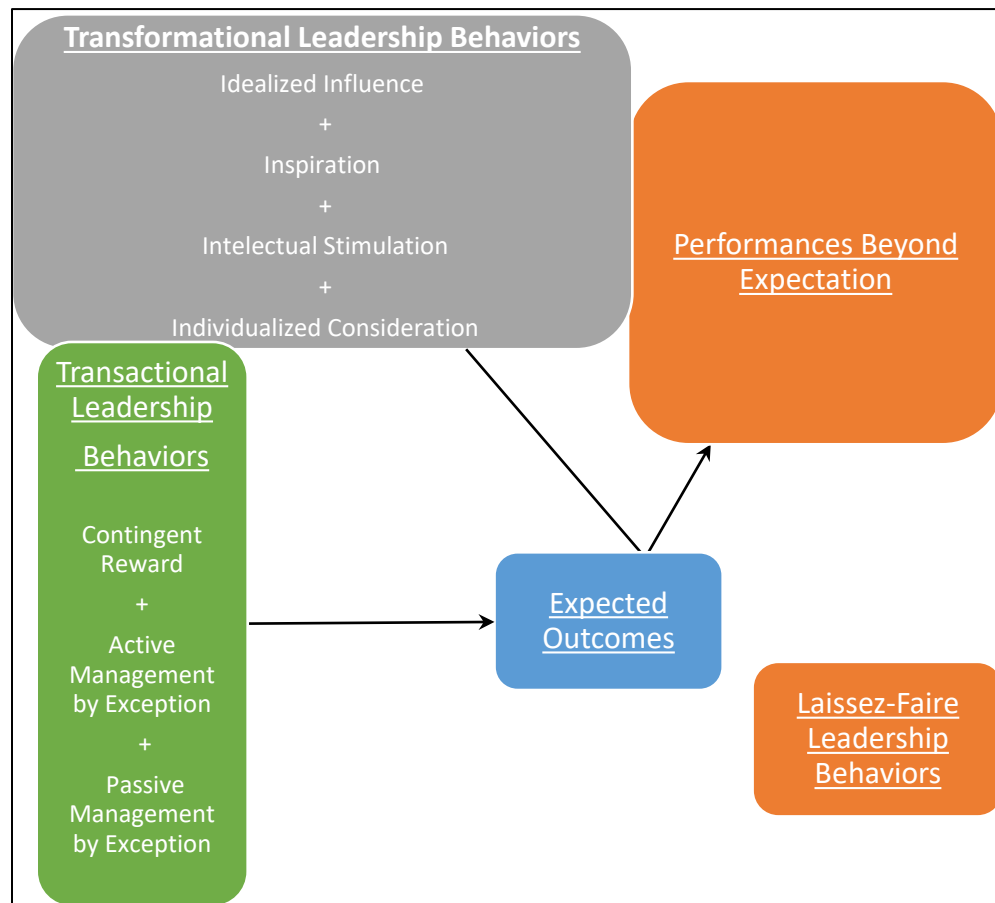 Transformational Leadership Behaviors
Idealized Influence
+
Inspiration
+
Intelectual Stimulation
+
Individualized Consideration
Performances Beyond
Expectation
Transactional
Leadership
Behaviors
Contingent
Reward
+
Active
Management
by Exception
+
Passive
Management
by Exception
Expected
Outcomes
Laissez-Faire
Leadership
Behaviors